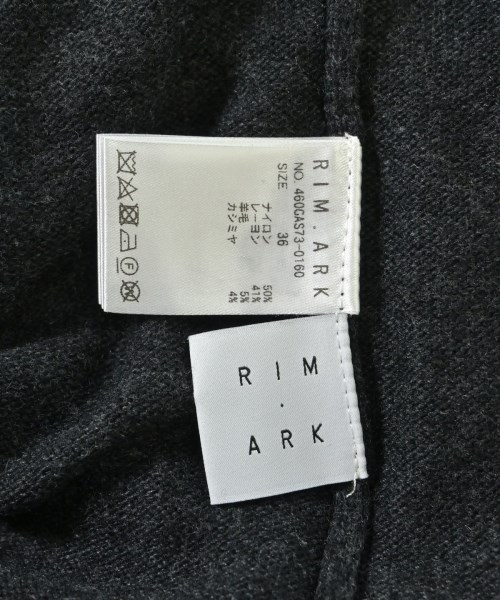 RIM.ARK
NO. 460GAS73-0160
SIZE 36
ナイロン 50%
レーヨン 41%
羊毛 5%
カシミヤ 4%
RIM
.
ARK